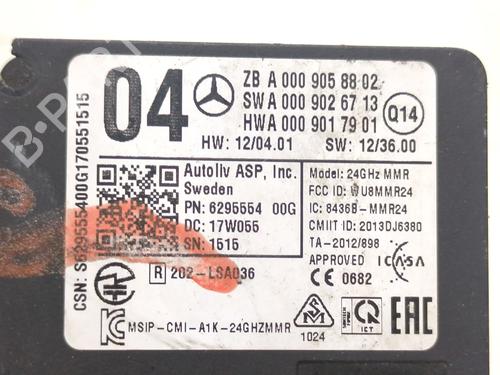 04
ZB A 000 905 88 02
SW A 000 902 67 13
HW A 000 901 79 01
Q14
HW: 12/04.01 SW: 12/36.00
CSN: S629555400G170551515
Autoliv ASP, Inc.
Sweden
PN: 6295554 00G
DC: 17W055
SN: 1515
Model: 24GHz MMR
FCC ID: WU8MMR24
IC: 8436B-MMR24
CMIIT ID: 2013DJ6380
TA-2012/898
APPROVED ICASA
CE 0682
R 202-LSA036
MSIP-CMI-A1K-24GHZMMR
1024
ICT
EAC
B-PARTS